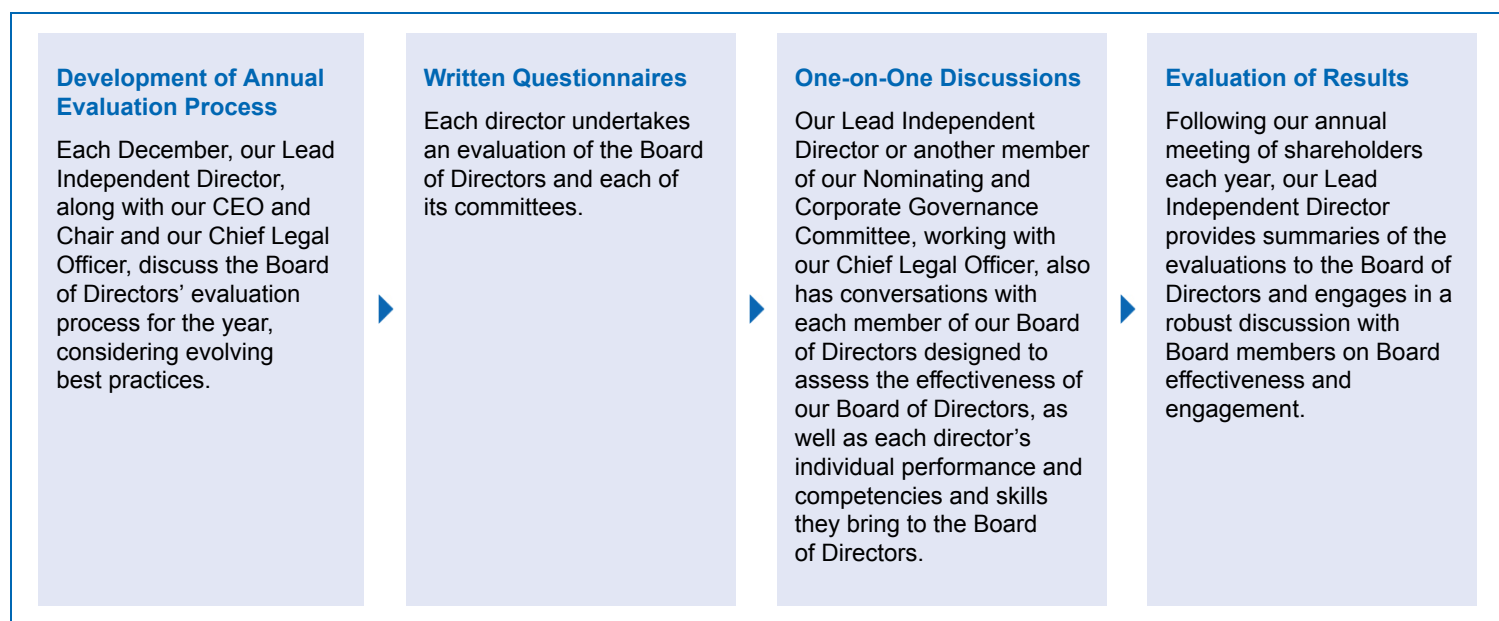 Development of Annual
Evaluation Process
Each December, our Lead
Independent Director,
along with our CEO and
Chair and our Chief Legal
Officer, discuss the Board
of Directors’ evaluation
process for the year,
considering evolving
best practices.
Written Questionnaires
Each director undertakes
an evaluation of the Board
of Directors and each of
its committees.
One-on-One Discussions
Our Lead Independent
Director or another member
of our Nominating and
Corporate Governance
Committee, working with
our Chief Legal Officer, also
has conversations with
each member of our Board
of Directors designed to
assess the effectiveness of
our Board of Directors, as
well as each director’s
individual performance and
competencies and skills
they bring to the Board
of Directors.
Evaluation of Results
Following our annual
meeting of shareholders
each year, our Lead
Independent Director
provides summaries of the
evaluations to the Board of
Directors and engages in a
robust discussion with
Board members on Board
effectiveness and
engagement.